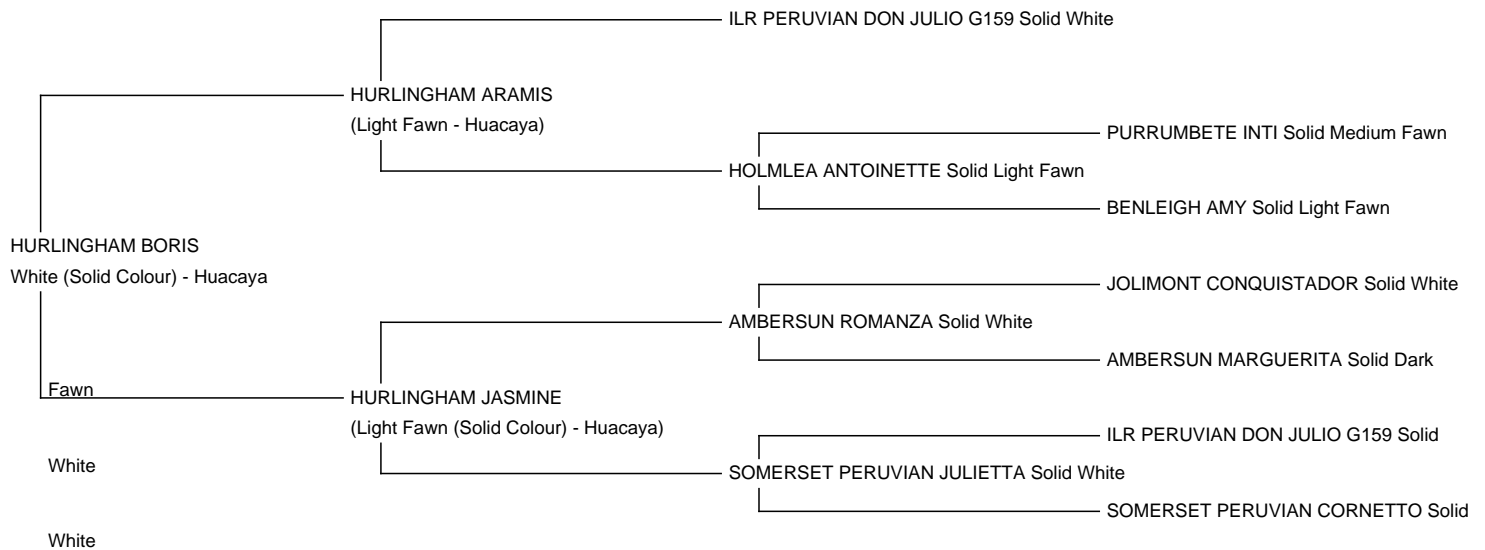 ILR PERUVIAN DON JULIO G159 Solid White
HURLINGHAM ARAMIS
(Light Fawn - Huacaya)
PURRUMBETE INTI Solid Medium Fawn
HOLMLEA ANTOINETTE Solid Light Fawn
BENLEIGH AMY Solid Light Fawn
HURLINGHAM BORIS
White (Solid Colour) - Huacaya
JOLIMONT CONQUISTADOR Solid White
AMBERSUN ROMANZA Solid White
AMBERSUN MARGUERITA Solid Dark
Fawn
HURLINGHAM JASMINE
(Light Fawn (Solid Colour) - Huacaya)
ILR PERUVIAN DON JULIO G159 Solid
White
SOMERSET PERUVIAN JULIETTA Solid White
SOMERSET PERUVIAN CORNETTO Solid
White